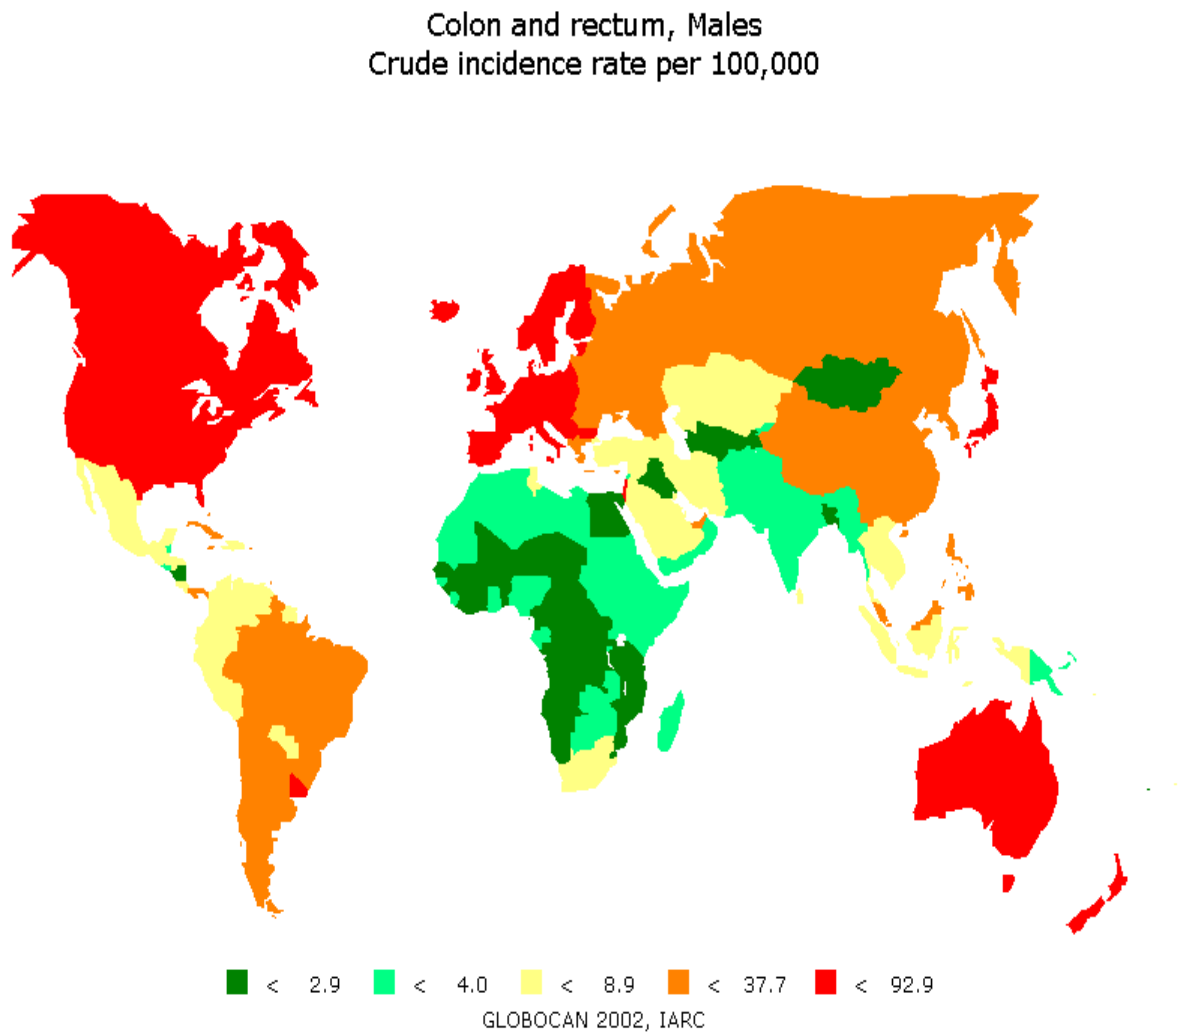 Colon and rectum, Males
Crude incidence rate per 100,000
< 2.9 < 4.0 < 8.9 < 37.7 < 92.9
GLOBOCAN 2002, IARC